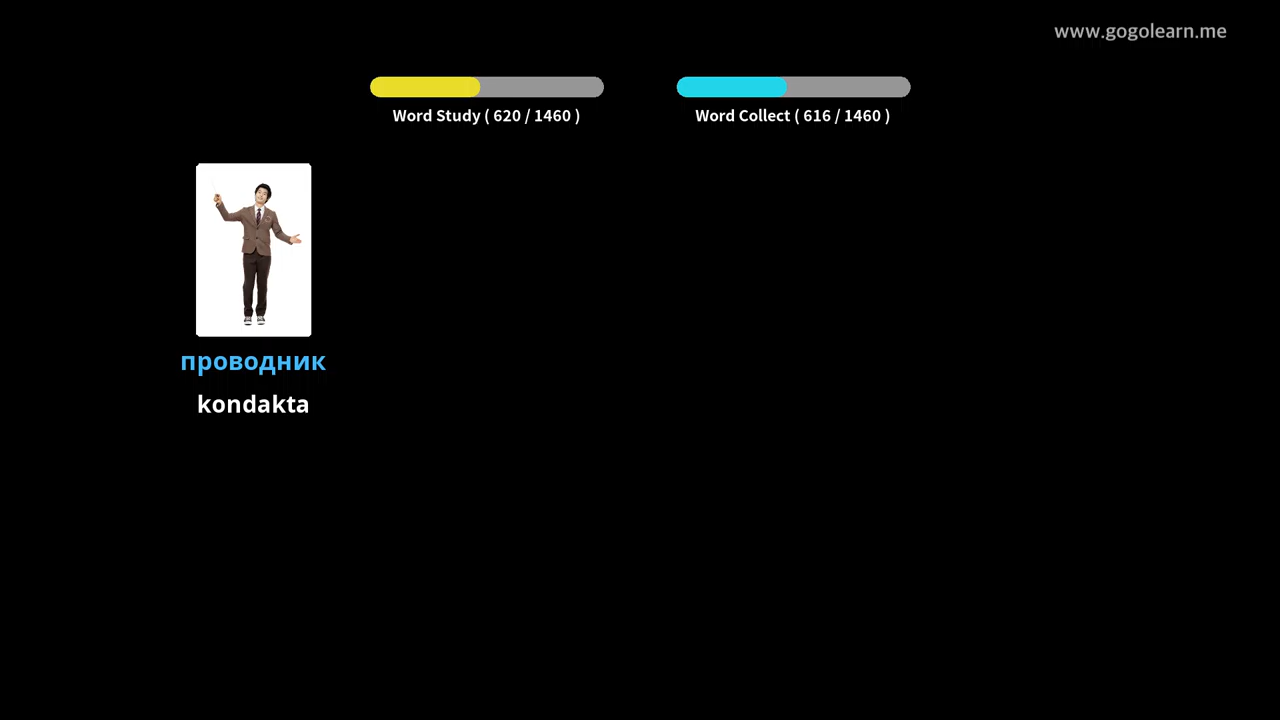 www.gogolearn.me
Word Study ( 620 / 1460 )
Word Collect ( 616 / 1460 )
проводник
kondakta